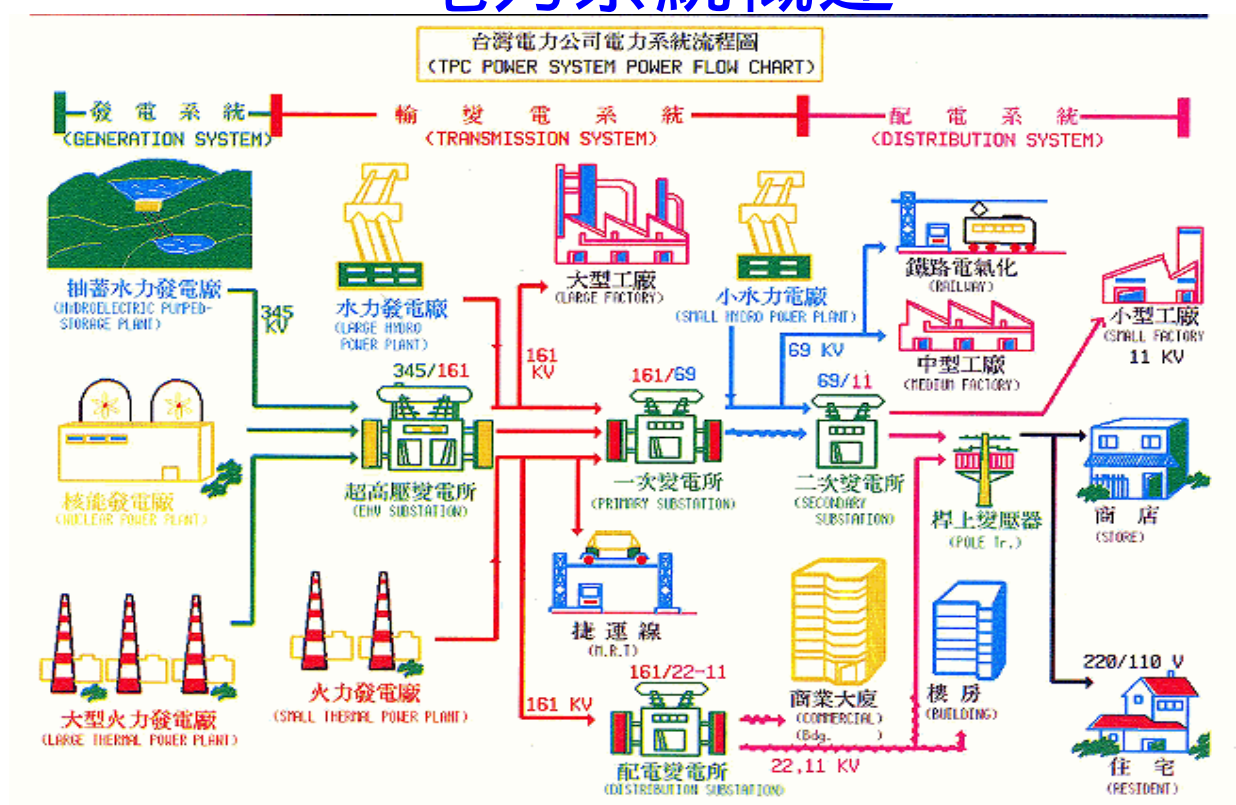 電力系統概述
台灣電力公司電力系統流程圖
(TPC POWER SYSTEM POWER FLOW CHART)
發電系統
(GENERATION SYSTEM)
輸變電系統
(TRANSMISSION SYSTEM)
配電系統
(DISTRIBUTION SYSTEM)
抽蓄水力發電廠
(HYDROELECTRIC PUMPED-
STORAGE PLANT)
345
KV
水力發電廠
(LARGE HYDRO
POWER PLANT)
大型工廠
(LARGE FACTORY)
161
KV
小水力電廠
(SMALL HYDRO POWER PLANT)
69 KV
鐵路電氣化
(RAILWAY)
中型工廠
(MEDIUM FACTORY)
小型工廠
(SMALL FACTORY
11 KV
345/161
161/69
69/11
核能發電廠
(NUCLEAR POWER PLANT)
超高壓變電所
(EHV SUBSTATION)
一次變電所
(PRIMARY SUBSTATION)
二次變電所
(SECONDARY
SUBSTATION)
桿上變壓器
(POLE Tr.)
商店
(STORE)
大型火力發電廠
(LARGE THERMAL POWER PLANT)
火力發電廠
(SMALL THERMAL POWER PLANT)
捷運線
(M.R.T)
161/22-11
161 KV
配電變電所
(DISTRIBUTION SUBSTATION)
商業大廈
(COMMERCIAL)
(Bdg. )
22,11 KV
樓房
(BUILDING)
220/110 V
住宅
(RESIDENT)